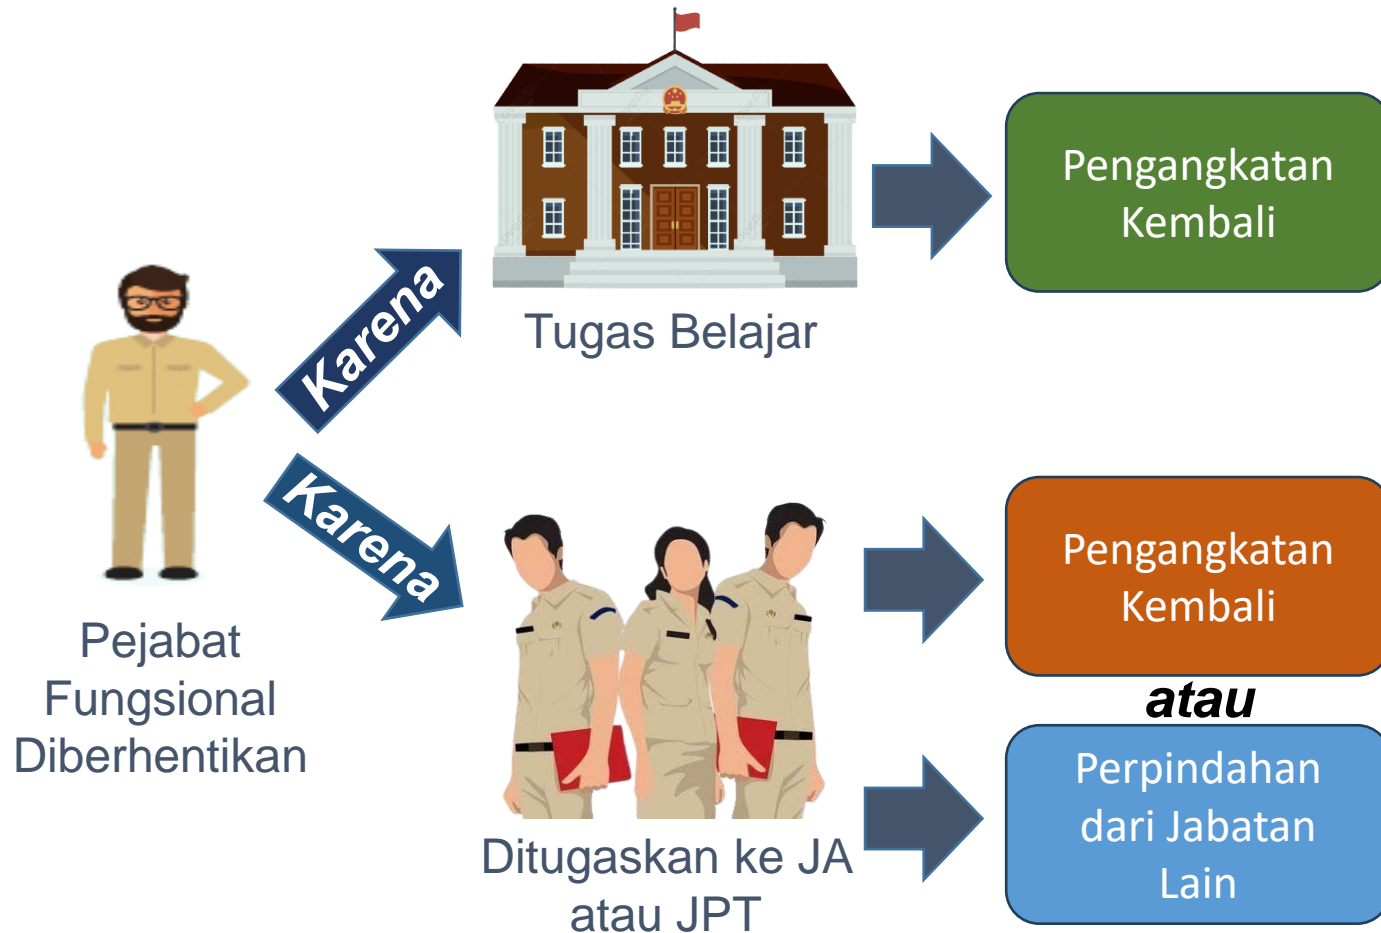 Pejabat
Fungsional
Diberhentikan
Karena
Tugas Belajar
Pengangkatan
Kembali
Karena
Ditugaskan ke JA
atau JPT
Pengangkatan
Kembali
atau
Perpindahan
dari Jabatan
Lain